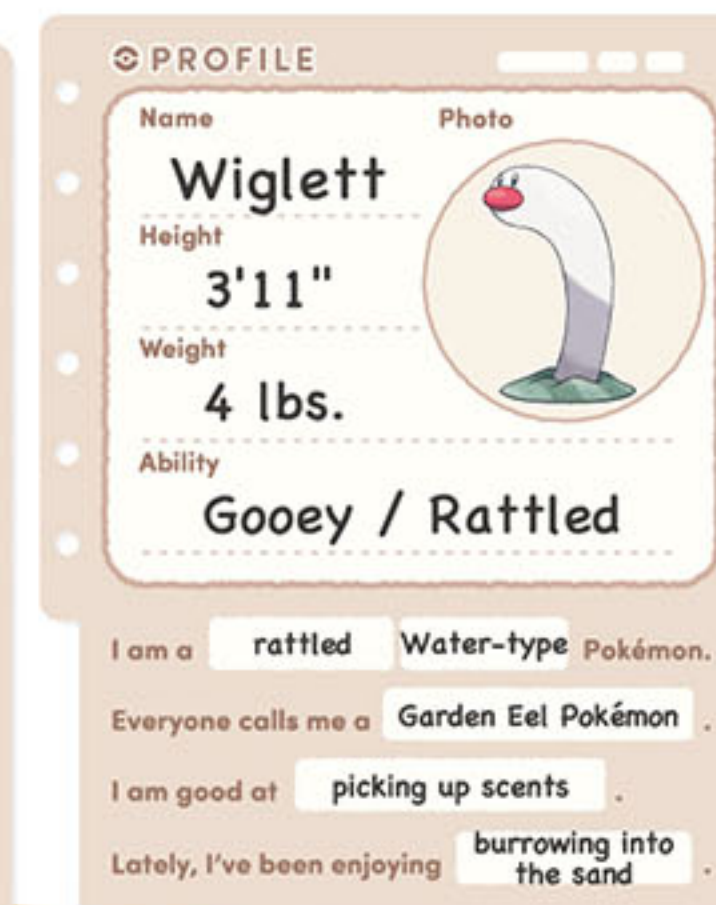 PROFILE
Name
Photo
Wiglett
Height
3'11"
Weight
4 lbs.
Ability
Gooey / Rattled
I am a rattled Water-type Pokémon.
Everyone calls me a Garden Eel Pokémon .
I am good at picking up scents .
Lately, I've been enjoying burrowing into
the sand .